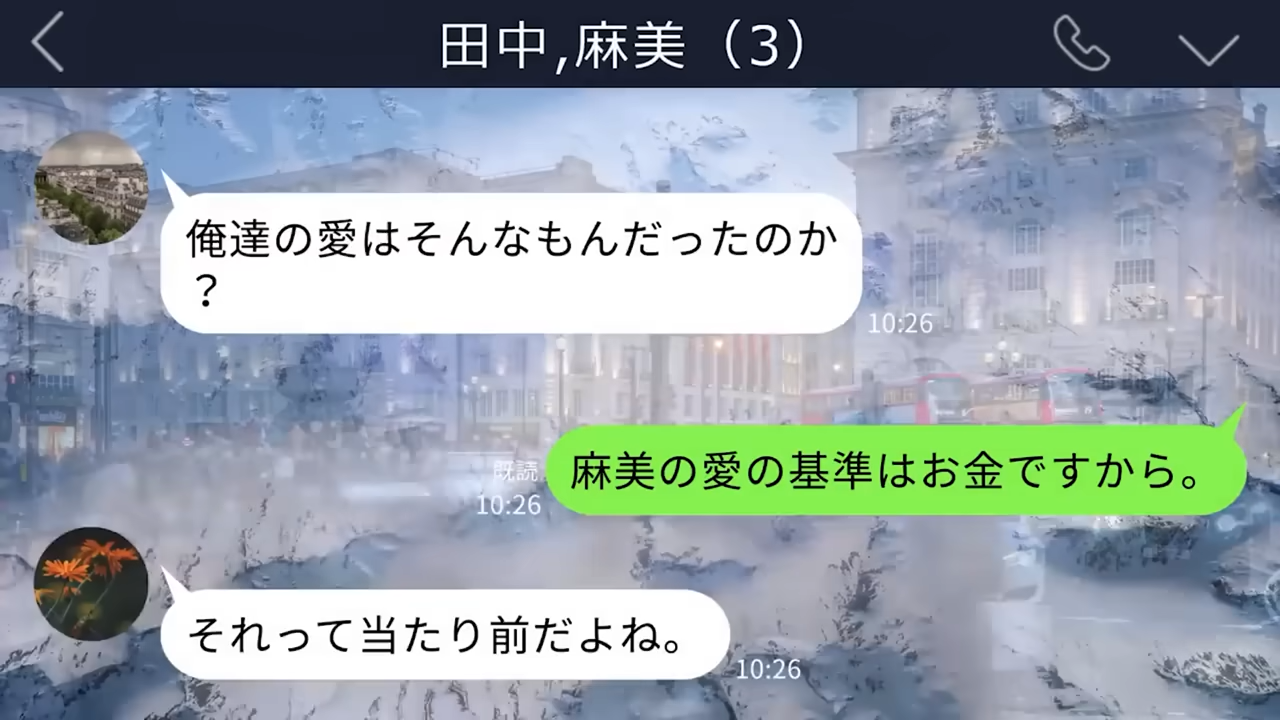 田中,麻美（3）
俺達の愛はそんなもんだったのか
？
10:26
麻美の愛の基準はお金ですから。
既読
10:26
それって当たり前だよね。
10:26